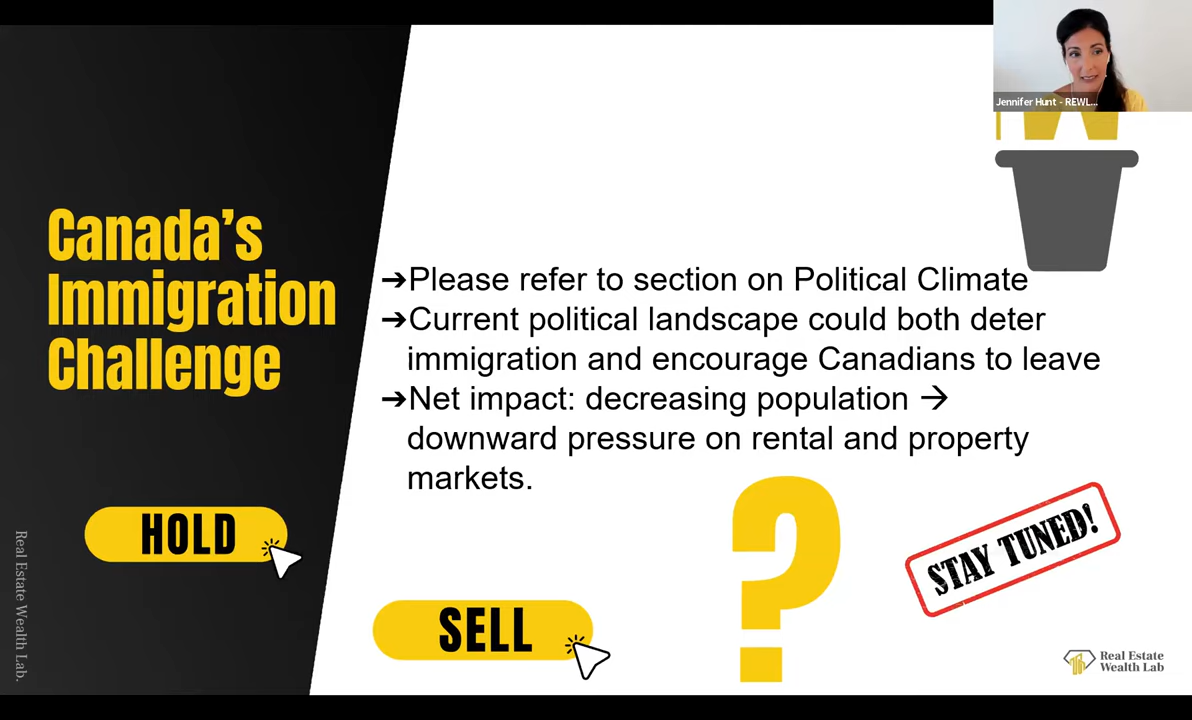 Jennifer Hunt - REWL...
Canada's
Immigration
Challenge
➔Please refer to section on Political Climate
➔Current political landscape could both deter
immigration and encourage Canadians to leave
➔Net impact: decreasing population →
downward pressure on rental and property
markets.
HOLD
SELL
?
STAY TUNED!
Real Estate Wealth Lab.
Real Estate
Wealth Lab